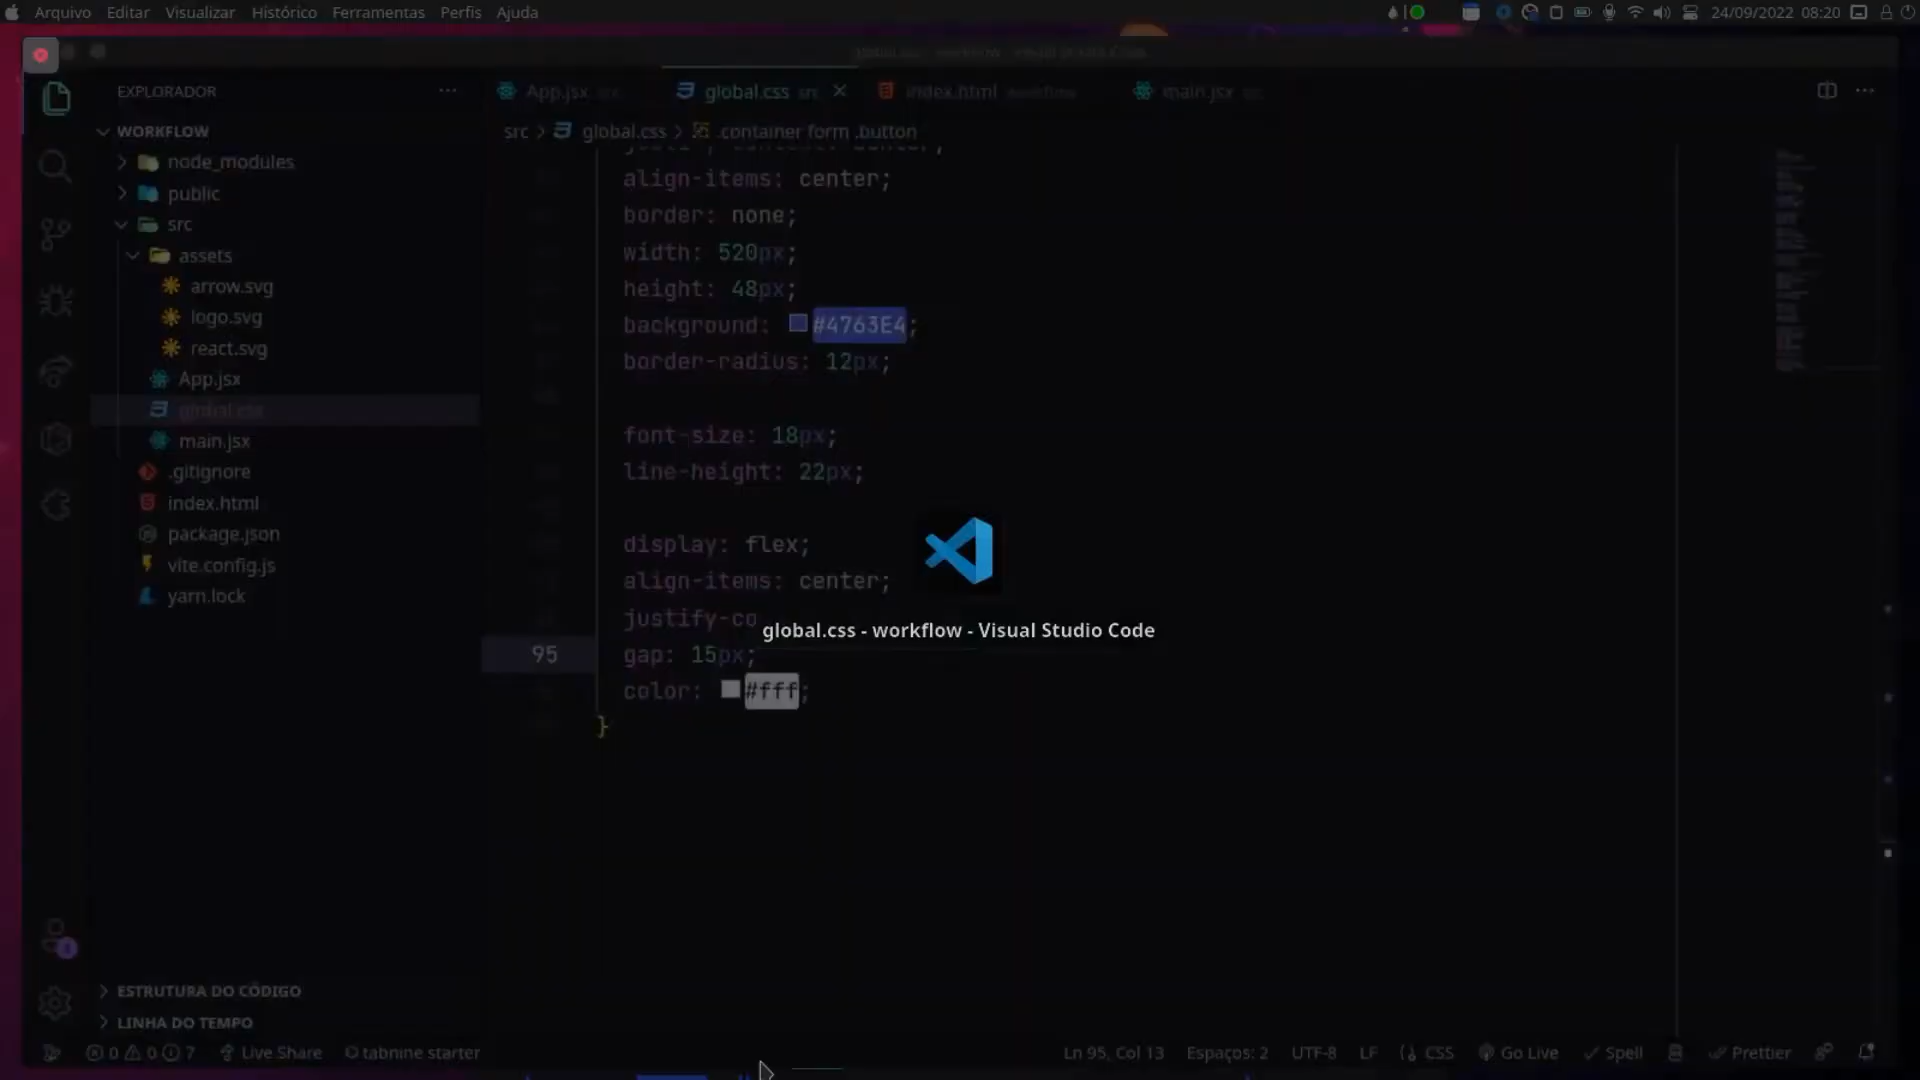 Arquivo Editar Visualizar Histórico Ferramentas Perfis Ajuda
24/09/2022 08:20
global.css - workflow - Visual Studio Code
EXPLORADOR
App.jsx src
global.css src
index.html workflow
main.jsx src
WORKFLOW
src > global.css > .container form .button
node_modules
public
src
assets
arrow.svg
logo.svg
react.svg
App.jsx
global.css
main.jsx
.gitignore
index.html
package.json
vite.config.js
yarn.lock
align-items: center;
border: none;
width: 520px;
height: 48px;
background: #4763E4;
border-radius: 12px;
font-size: 18px;
line-height: 22px;
display: flex;
align-items: center;
justify-co
global.css - workflow - Visual Studio Code
95 gap: 15px;
color: #fff;
}
ESTRUTURA DO CÓDIGO
LINHA DO TEMPO
0 0 7 Live Share tabnine starter
Ln 95, Col 13 Espaços: 2 UTF-8 LF CSS Go Live Spell Prettier